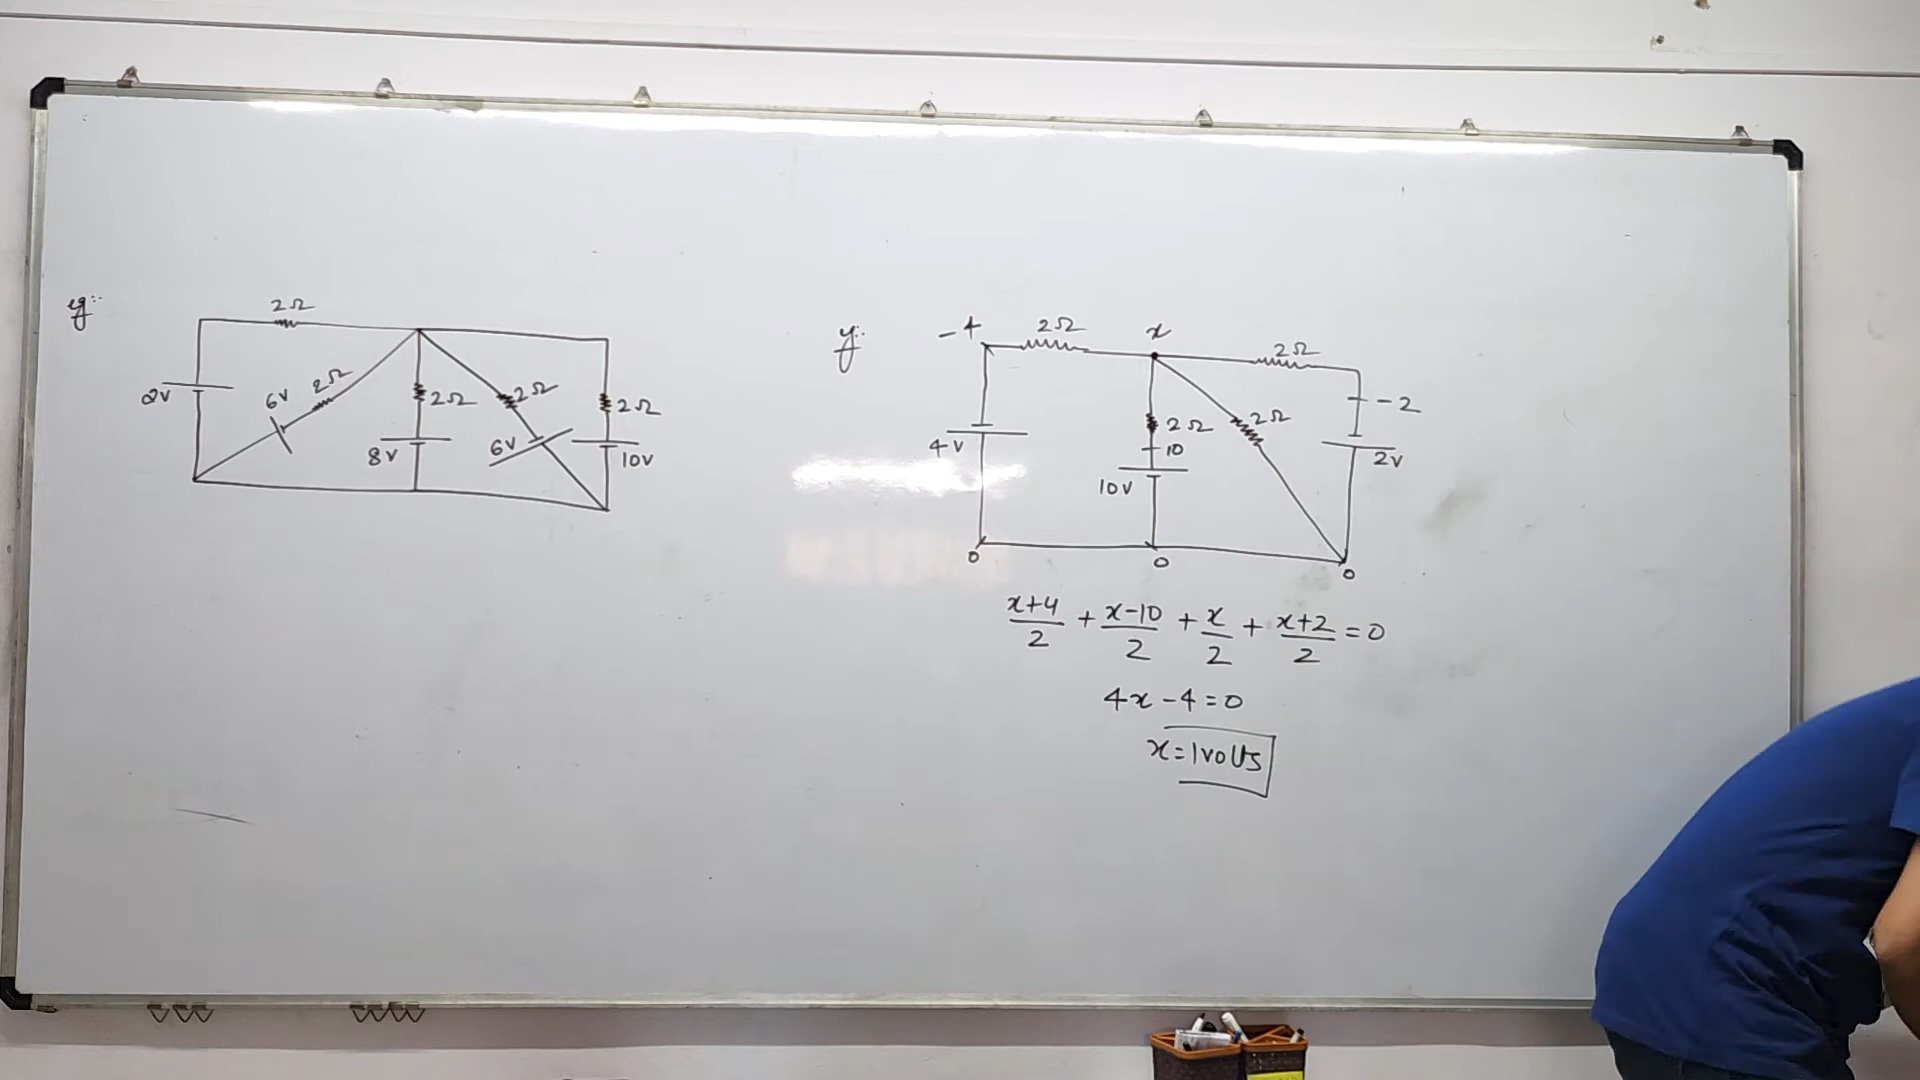 eg:-
2Ω
2V
6V
2Ω
2Ω
8V
2Ω
6V
2Ω
10V
eg:-
-4
2Ω
x
2Ω
4V
2Ω
10
10V
2Ω
-2
2V
0
0
0
x+4/2 + x-10/2 + x/2 + x+2/2 = 0
4x - 4 = 0
x = 1 volts